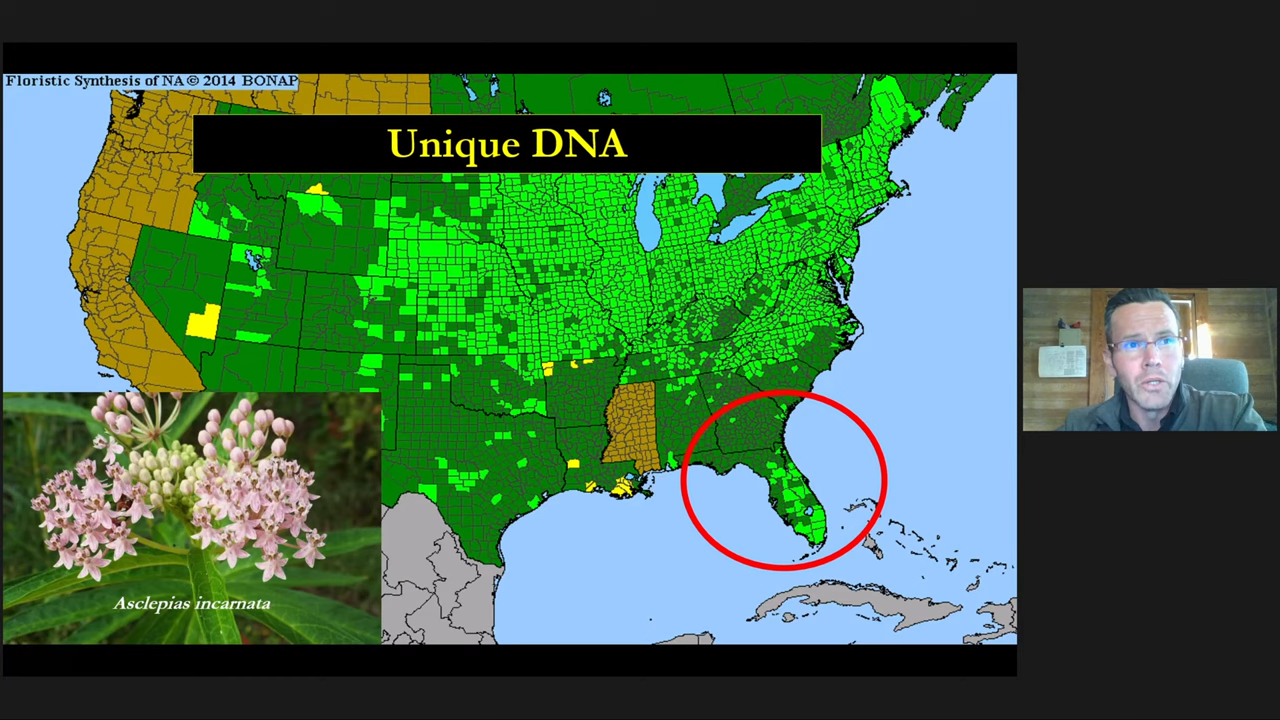 Floristic Synthesis of NA © 2014 BONAP
Unique DNA
Asclepias incarnata